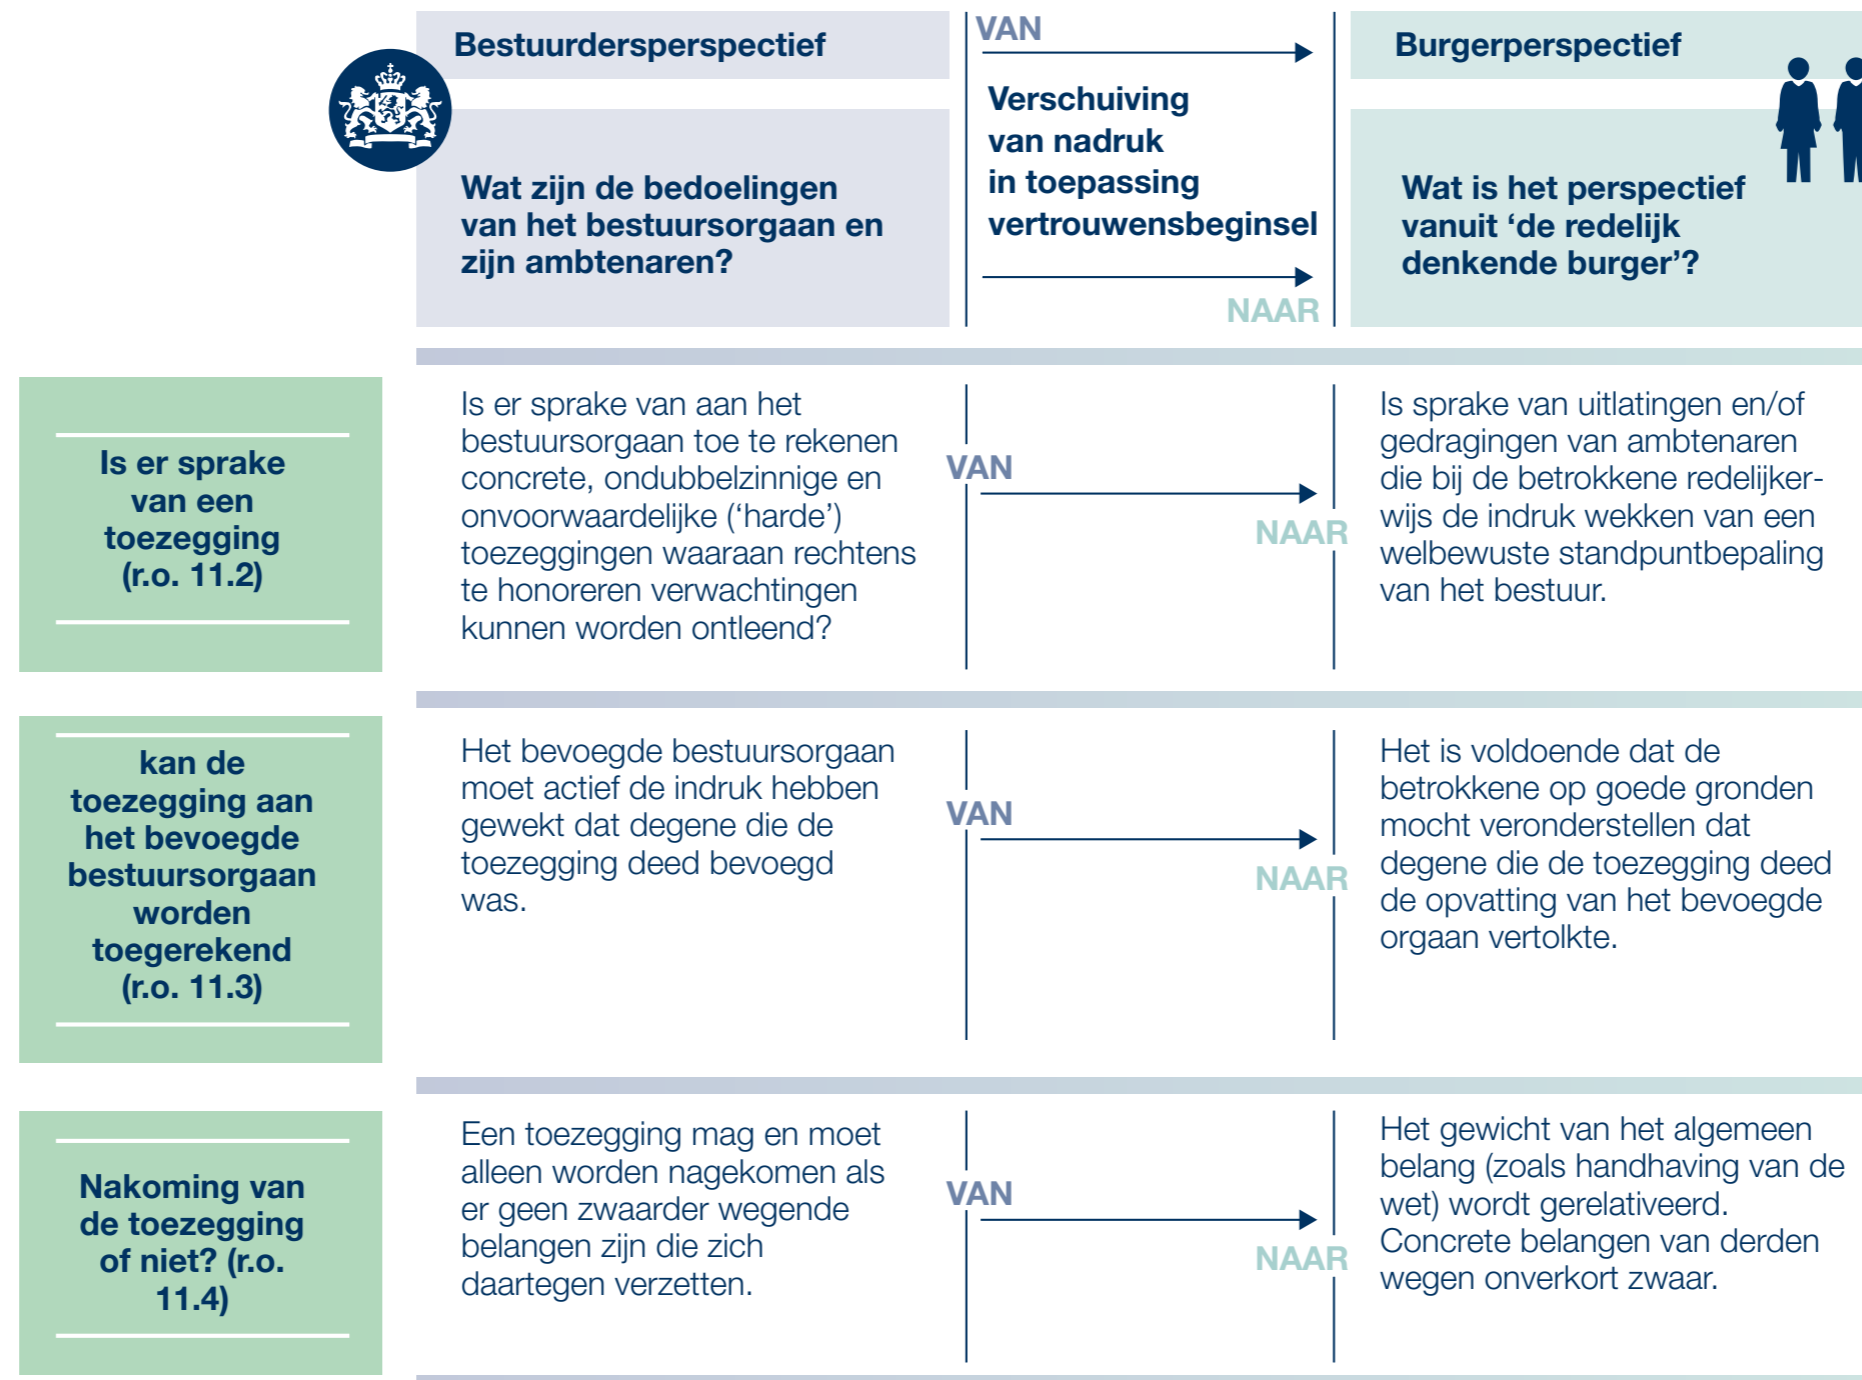 Bestuurdersperspectief
Wat zijn de bedoelingen
van het bestuursorgaan en
zijn ambtenaren?
VAN
Verschuiving
van nadruk
in toepassing
vertrouwensbeginsel
NAAR
Burgerperspectief
Wat is het perspectief
vanuit ‘de redelijk
denkende burger’?
Is er sprake
van een
toezegging
(r.o. 11.2)
Is er sprake van aan het
bestuursorgaan toe te rekenen
concrete, ondubbelzinnige en
onvoorwaardelijke (‘harde’)
toezeggingen waaraan rechtens
te honoreren verwachtingen
kunnen worden ontleend?
VAN
NAAR
Is sprake van uitlatingen en/of
gedragingen van ambtenaren
die bij de betrokkene redelijker-
wijs de indruk wekken van een
welbewuste standpuntbepaling
van het bestuur.
kan de
toezegging aan
het bevoegde
bestuursorgaan
worden
toegerekend
(r.o. 11.3)
Het bevoegde bestuursorgaan
moet actief de indruk hebben
gewekt dat degene die de
toezegging deed bevoegd
was.
VAN
NAAR
Het is voldoende dat de
betrokkene op goede gronden
mocht veronderstellen dat
degene die de toezegging deed
de opvatting van het bevoegde
orgaan vertolkte.
Nakoming van
de toezegging
of niet? (r.o.
11.4)
Een toezegging mag en moet
alleen worden nagekomen als
er geen zwaarder wegende
belangen zijn die zich
daartegen verzetten.
VAN
NAAR
Het gewicht van het algemeen
belang (zoals handhaving van de
wet) wordt gerelativeerd.
Concrete belangen van derden
wegen onverkort zwaar.